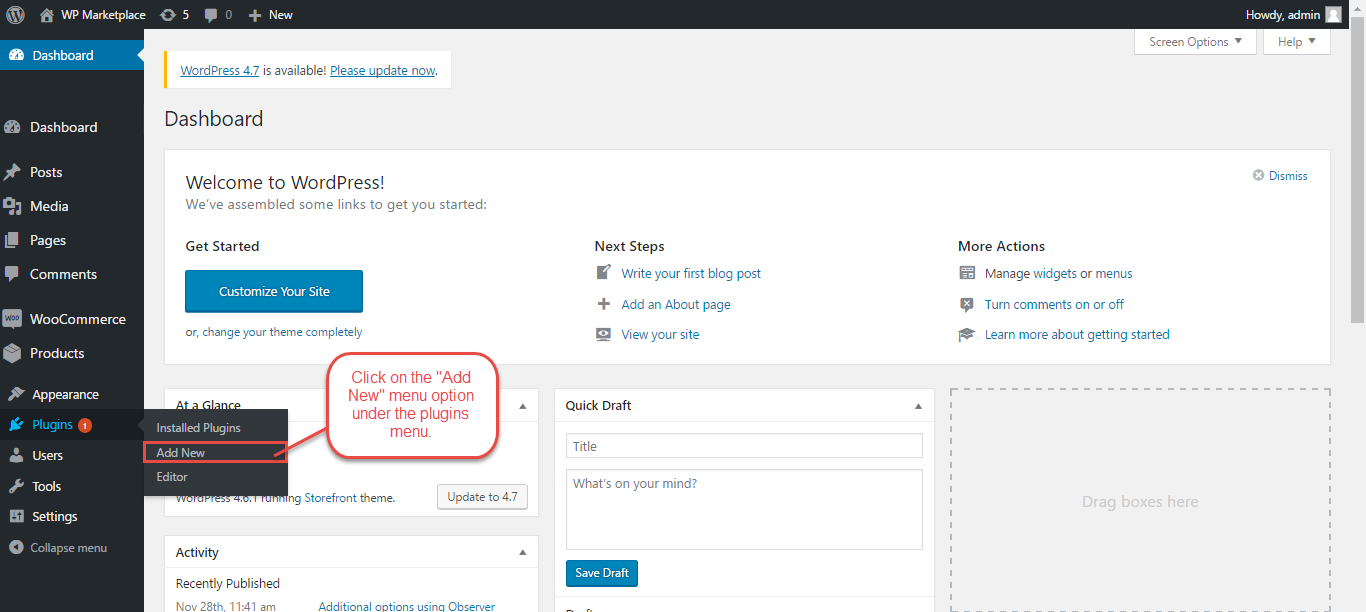 WP Marketplace 5 0 New Howdy, admin
Dashboard
Screen Options Help
WordPress 4.7 is available! Please update now.
Dashboard
Dashboard
Posts
Media
Pages
Comments
WooCommerce
Products
Appearance
Plugins 1
Users
Tools
Settings
Collapse menu
Installed Plugins
Add New
Editor
Welcome to WordPress!
Dismiss
We've assembled some links to get you started:
Get Started
Customize Your Site
or, change your theme completely
Next Steps
Write your first blog post
Add an About page
View your site
More Actions
Manage widgets or menus
Turn comments on or off
Learn more about getting started
Click on the "Add
New" menu option
under the plugins
menu.
At a Glance
WordPress 4.6.1 running Storefront theme.
Update to 4.7
Activity
Recently Published
Nov 28th, 11:41 am Additional options using Observer
Quick Draft
Title
What's on your mind?
Save Draft
Drag boxes here